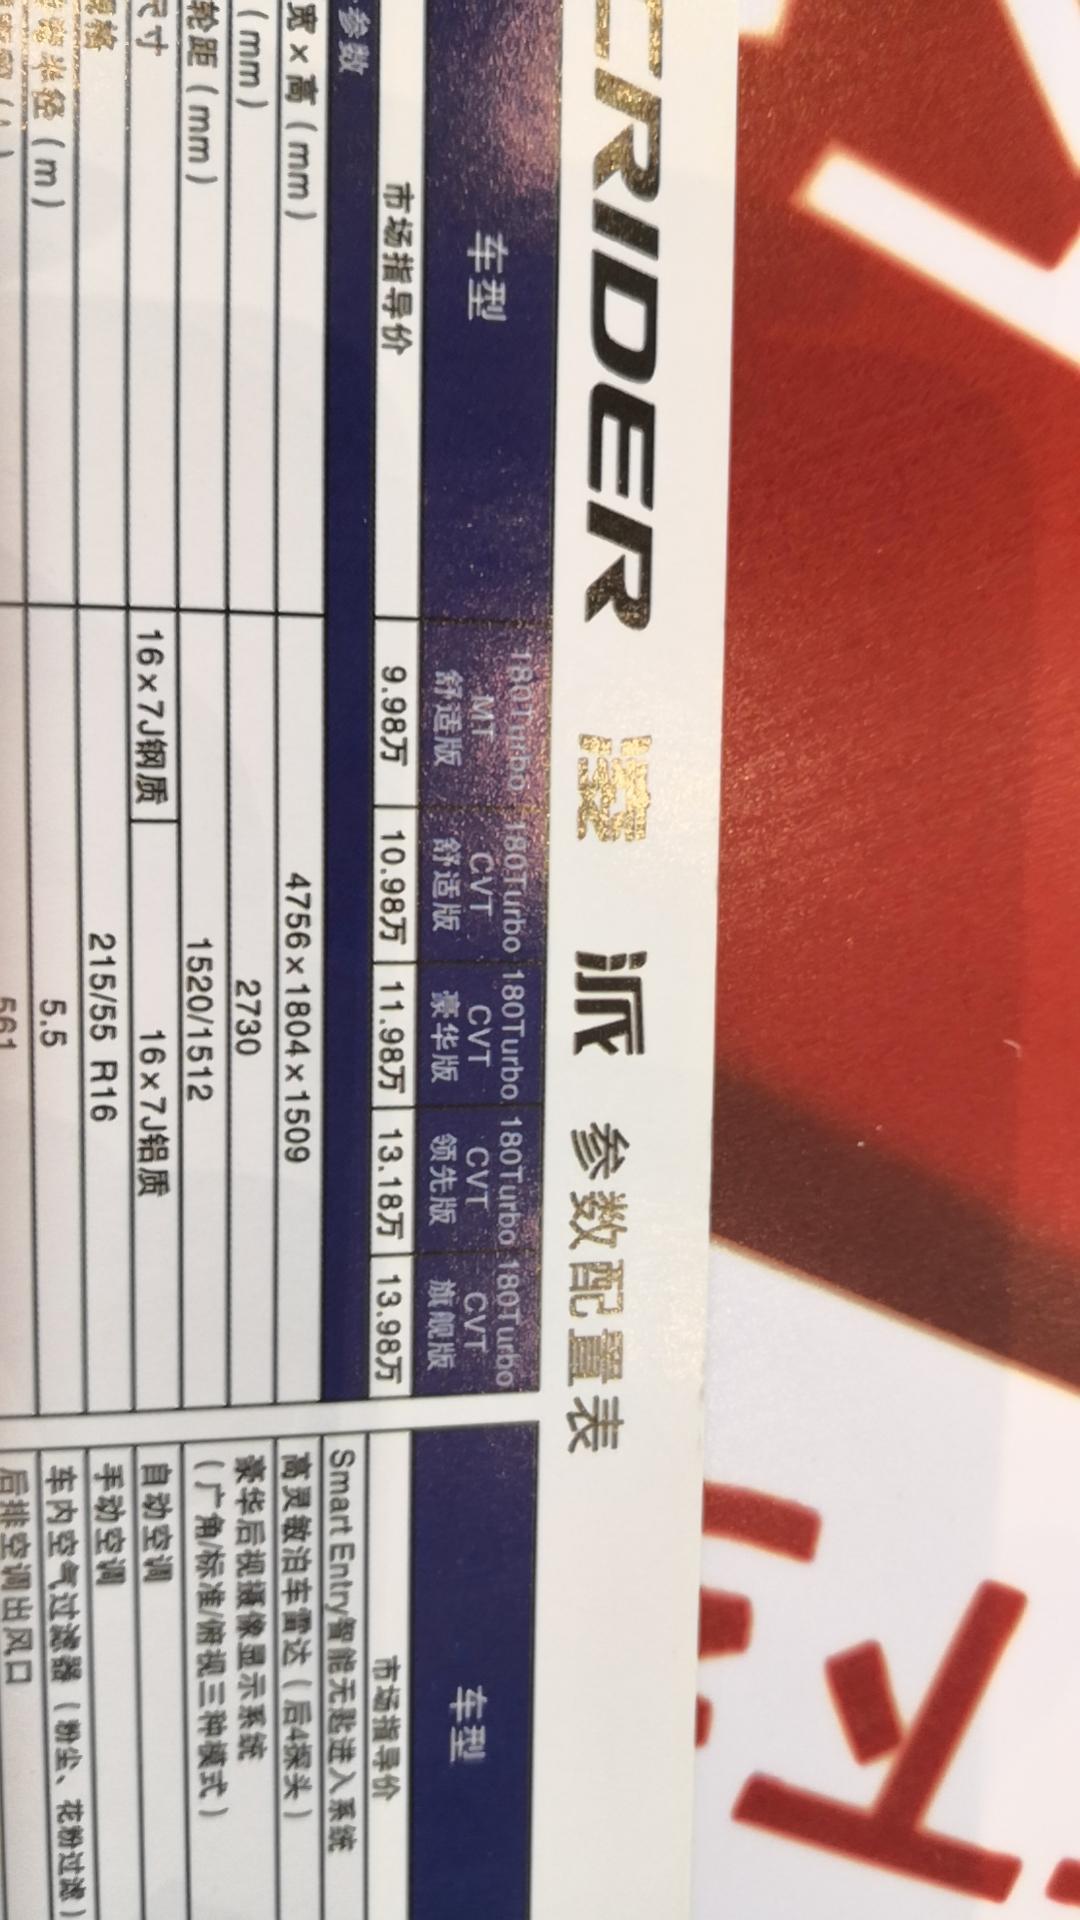 CRIDER 凌 派 参数配置表
车型
180Turbo MT 舒适版
180Turbo CVT 舒适版
180Turbo CVT 豪华版
180Turbo CVT 领先版
180Turbo CVT 旗舰版
市场指导价 9.98万 10.98万 11.98万 13.18万 13.98万
参数
宽×高（mm） 4756×1804×1509
（mm） 2730
轮距（mm） 1520/1512
尺寸 16×7J钢质 16×7J铝质
规格 215/55 R16
半径（m） 5.5
561
车型
市场指导价
Smart Entry智能无匙进入系统
高灵敏泊车雷达（后4探头）
豪华后视摄像显示系统
（广角/标准/俯视三种模式）
自动空调
手动空调
车内空气过滤器（粉尘、花粉过滤）
后排空调出风口